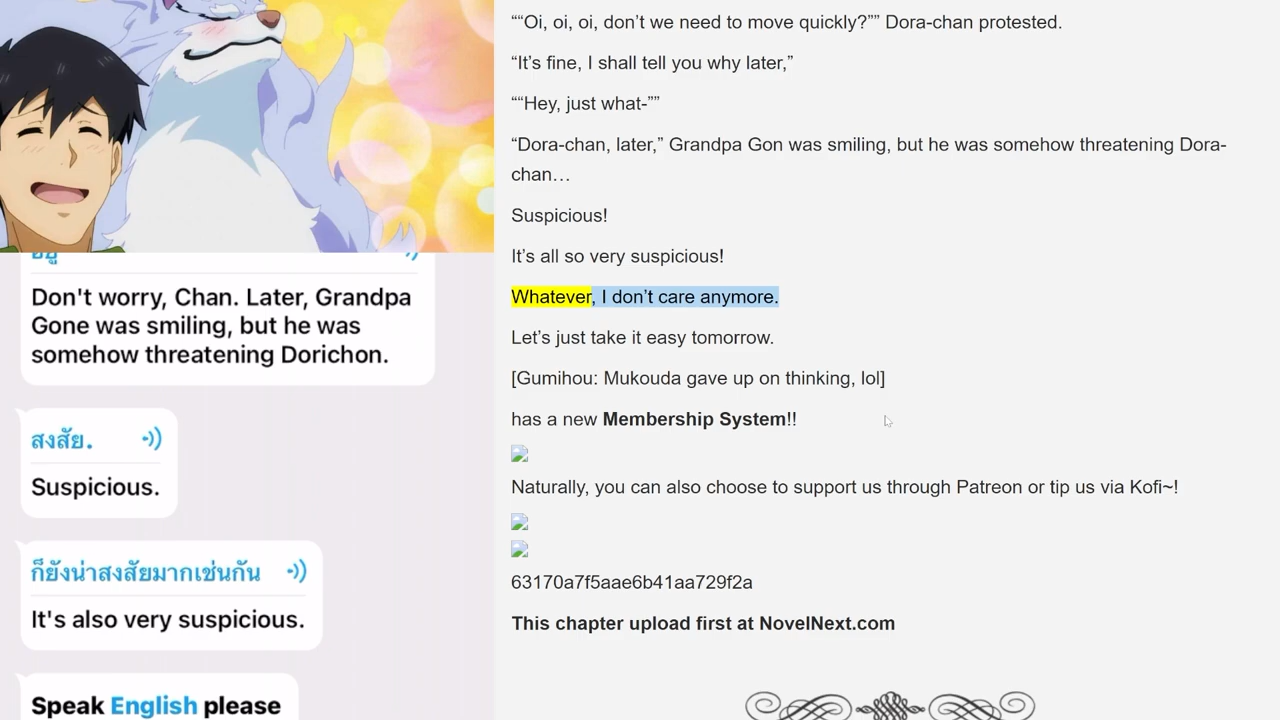 อยู่
Don't worry, Chan. Later, Grandpa
Gone was smiling, but he was
somehow threatening Dorichon.
สงสัย.
Suspicious.
ก็ยังน่าสงสัยมากเช่นกัน
It's also very suspicious.
Speak English please
““Oi, oi, oi, don’t we need to move quickly?”” Dora-chan protested.
“It’s fine, I shall tell you why later,”
““Hey, just what-””
“Dora-chan, later,” Grandpa Gon was smiling, but he was somehow threatening Dora-
chan…
Suspicious!
It’s all so very suspicious!
Whatever, I don’t care anymore.
Let’s just take it easy tomorrow.
[Gumihou: Mukouda gave up on thinking, lol]
has a new Membership System!!
Naturally, you can also choose to support us through Patreon or tip us via Kofi~!
63170a7f5aae6b41aa729f2a
This chapter upload first at NovelNext.com